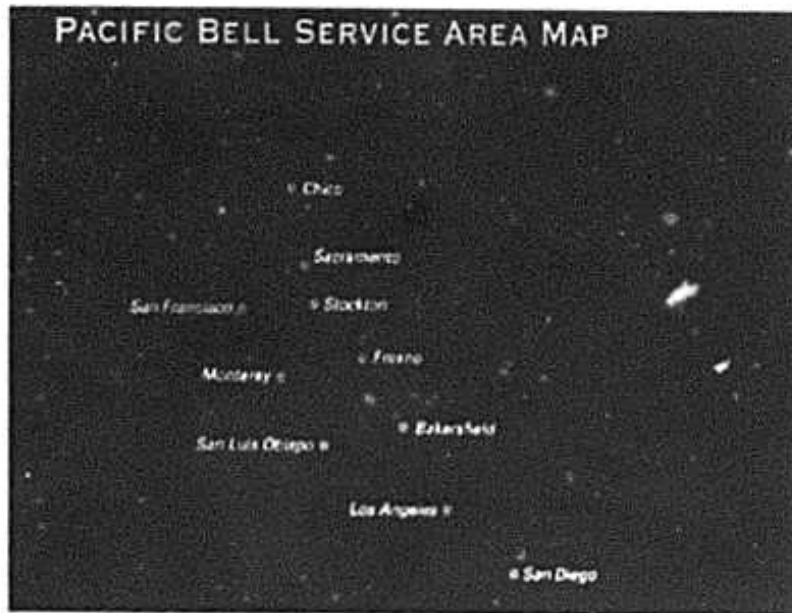 PACIFIC BELL SERVICE AREA MAP
Chico
Sacramento
San Francisco
Stockton
Fresno
Monterey
Bakersfield
San Luis Obispo
Los Angeles
San Diego